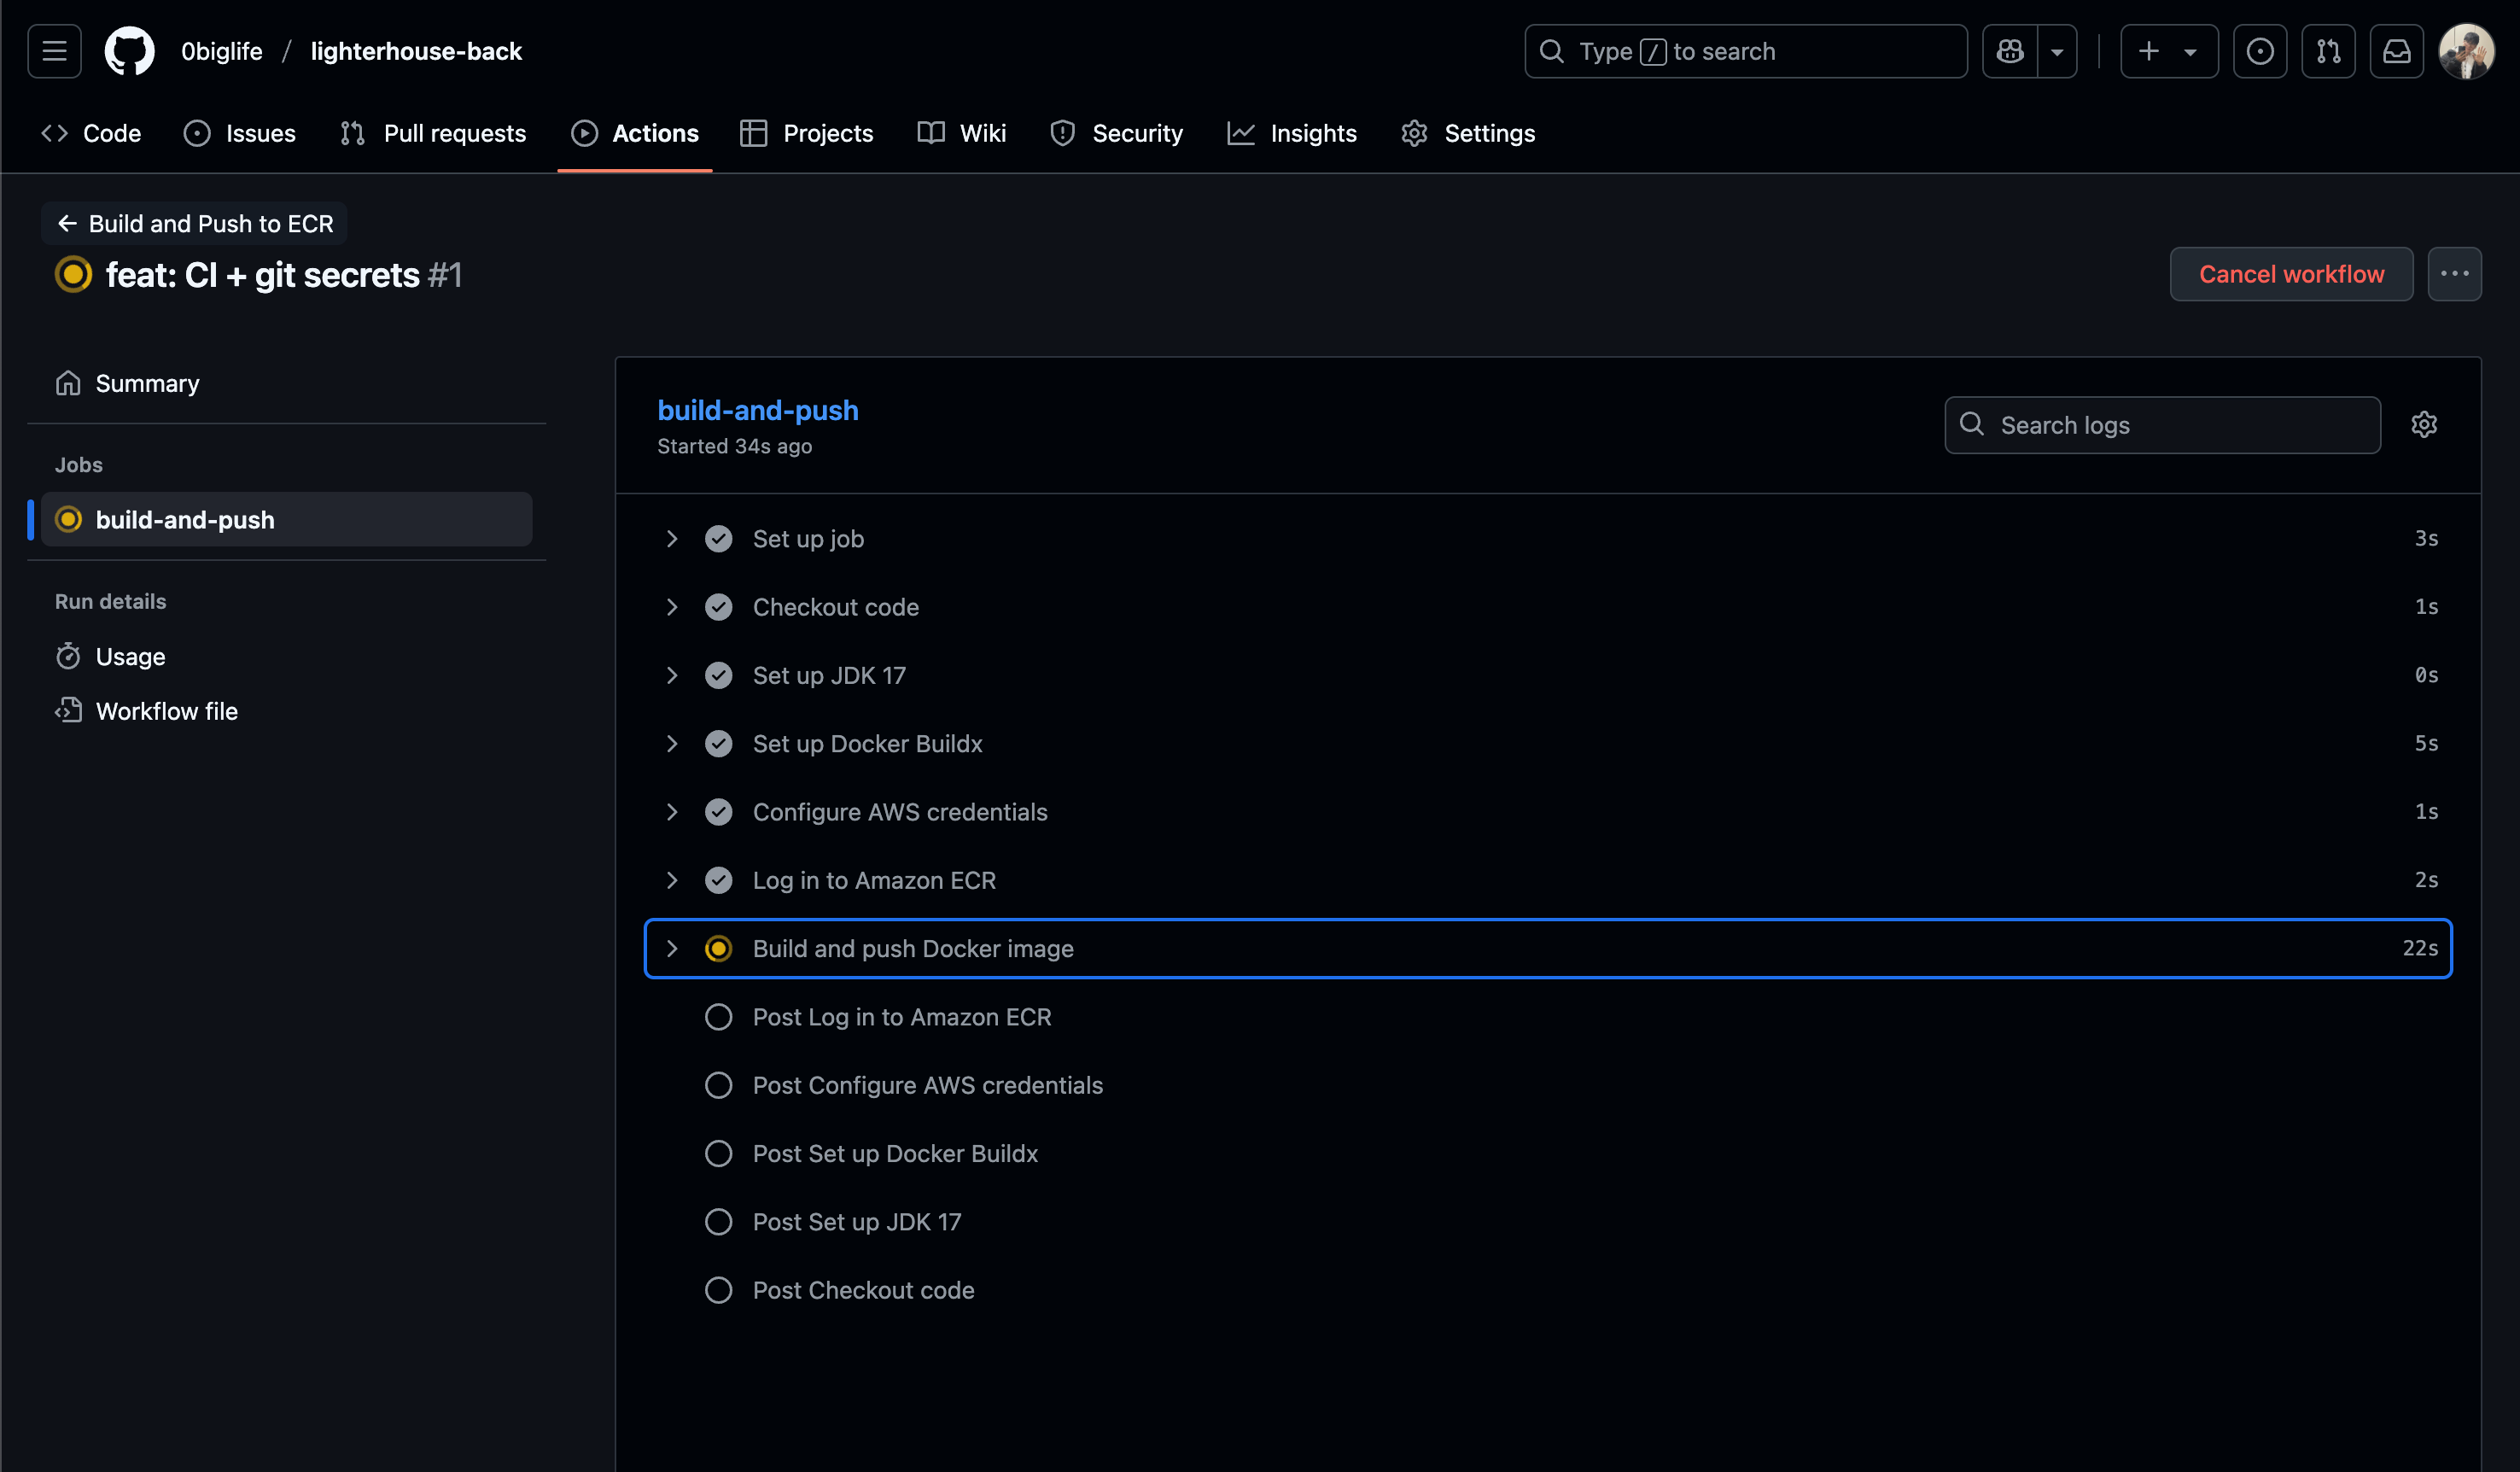 0biglife / lighterhouse-back
Type / to search
Code
Issues
Pull requests
Actions
Projects
Wiki
Security
Insights
Settings
← Build and Push to ECR
feat: CI + git secrets #1
Cancel workflow
Summary
Jobs
build-and-push
Run details
Usage
Workflow file
build-and-push
Started 34s ago
Search logs
Set up job 3s
Checkout code 1s
Set up JDK 17 0s
Set up Docker Buildx 5s
Configure AWS credentials 1s
Log in to Amazon ECR 2s
Build and push Docker image 22s
Post Log in to Amazon ECR
Post Configure AWS credentials
Post Set up Docker Buildx
Post Set up JDK 17
Post Checkout code